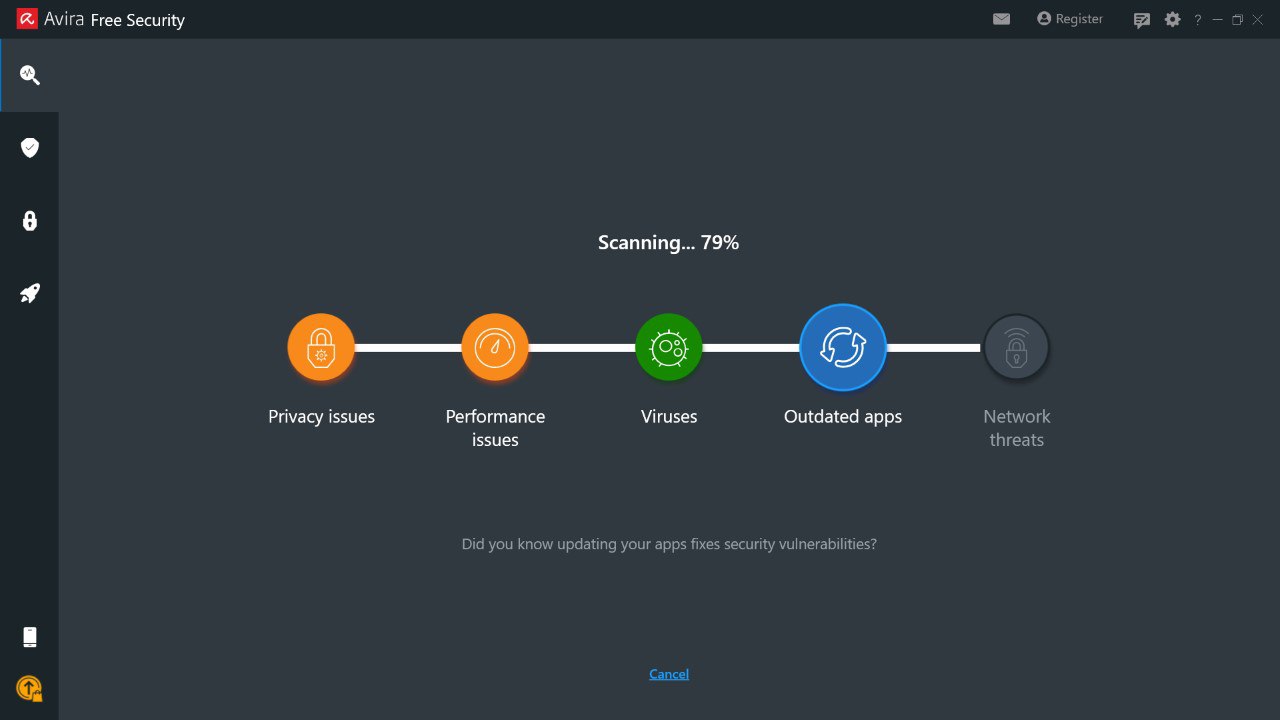 Avira Free Security
Register
?
Scanning... 79%
Privacy issues
Performance
issues
Viruses
Outdated apps
Network
threats
Did you know updating your apps fixes security vulnerabilities?
Cancel